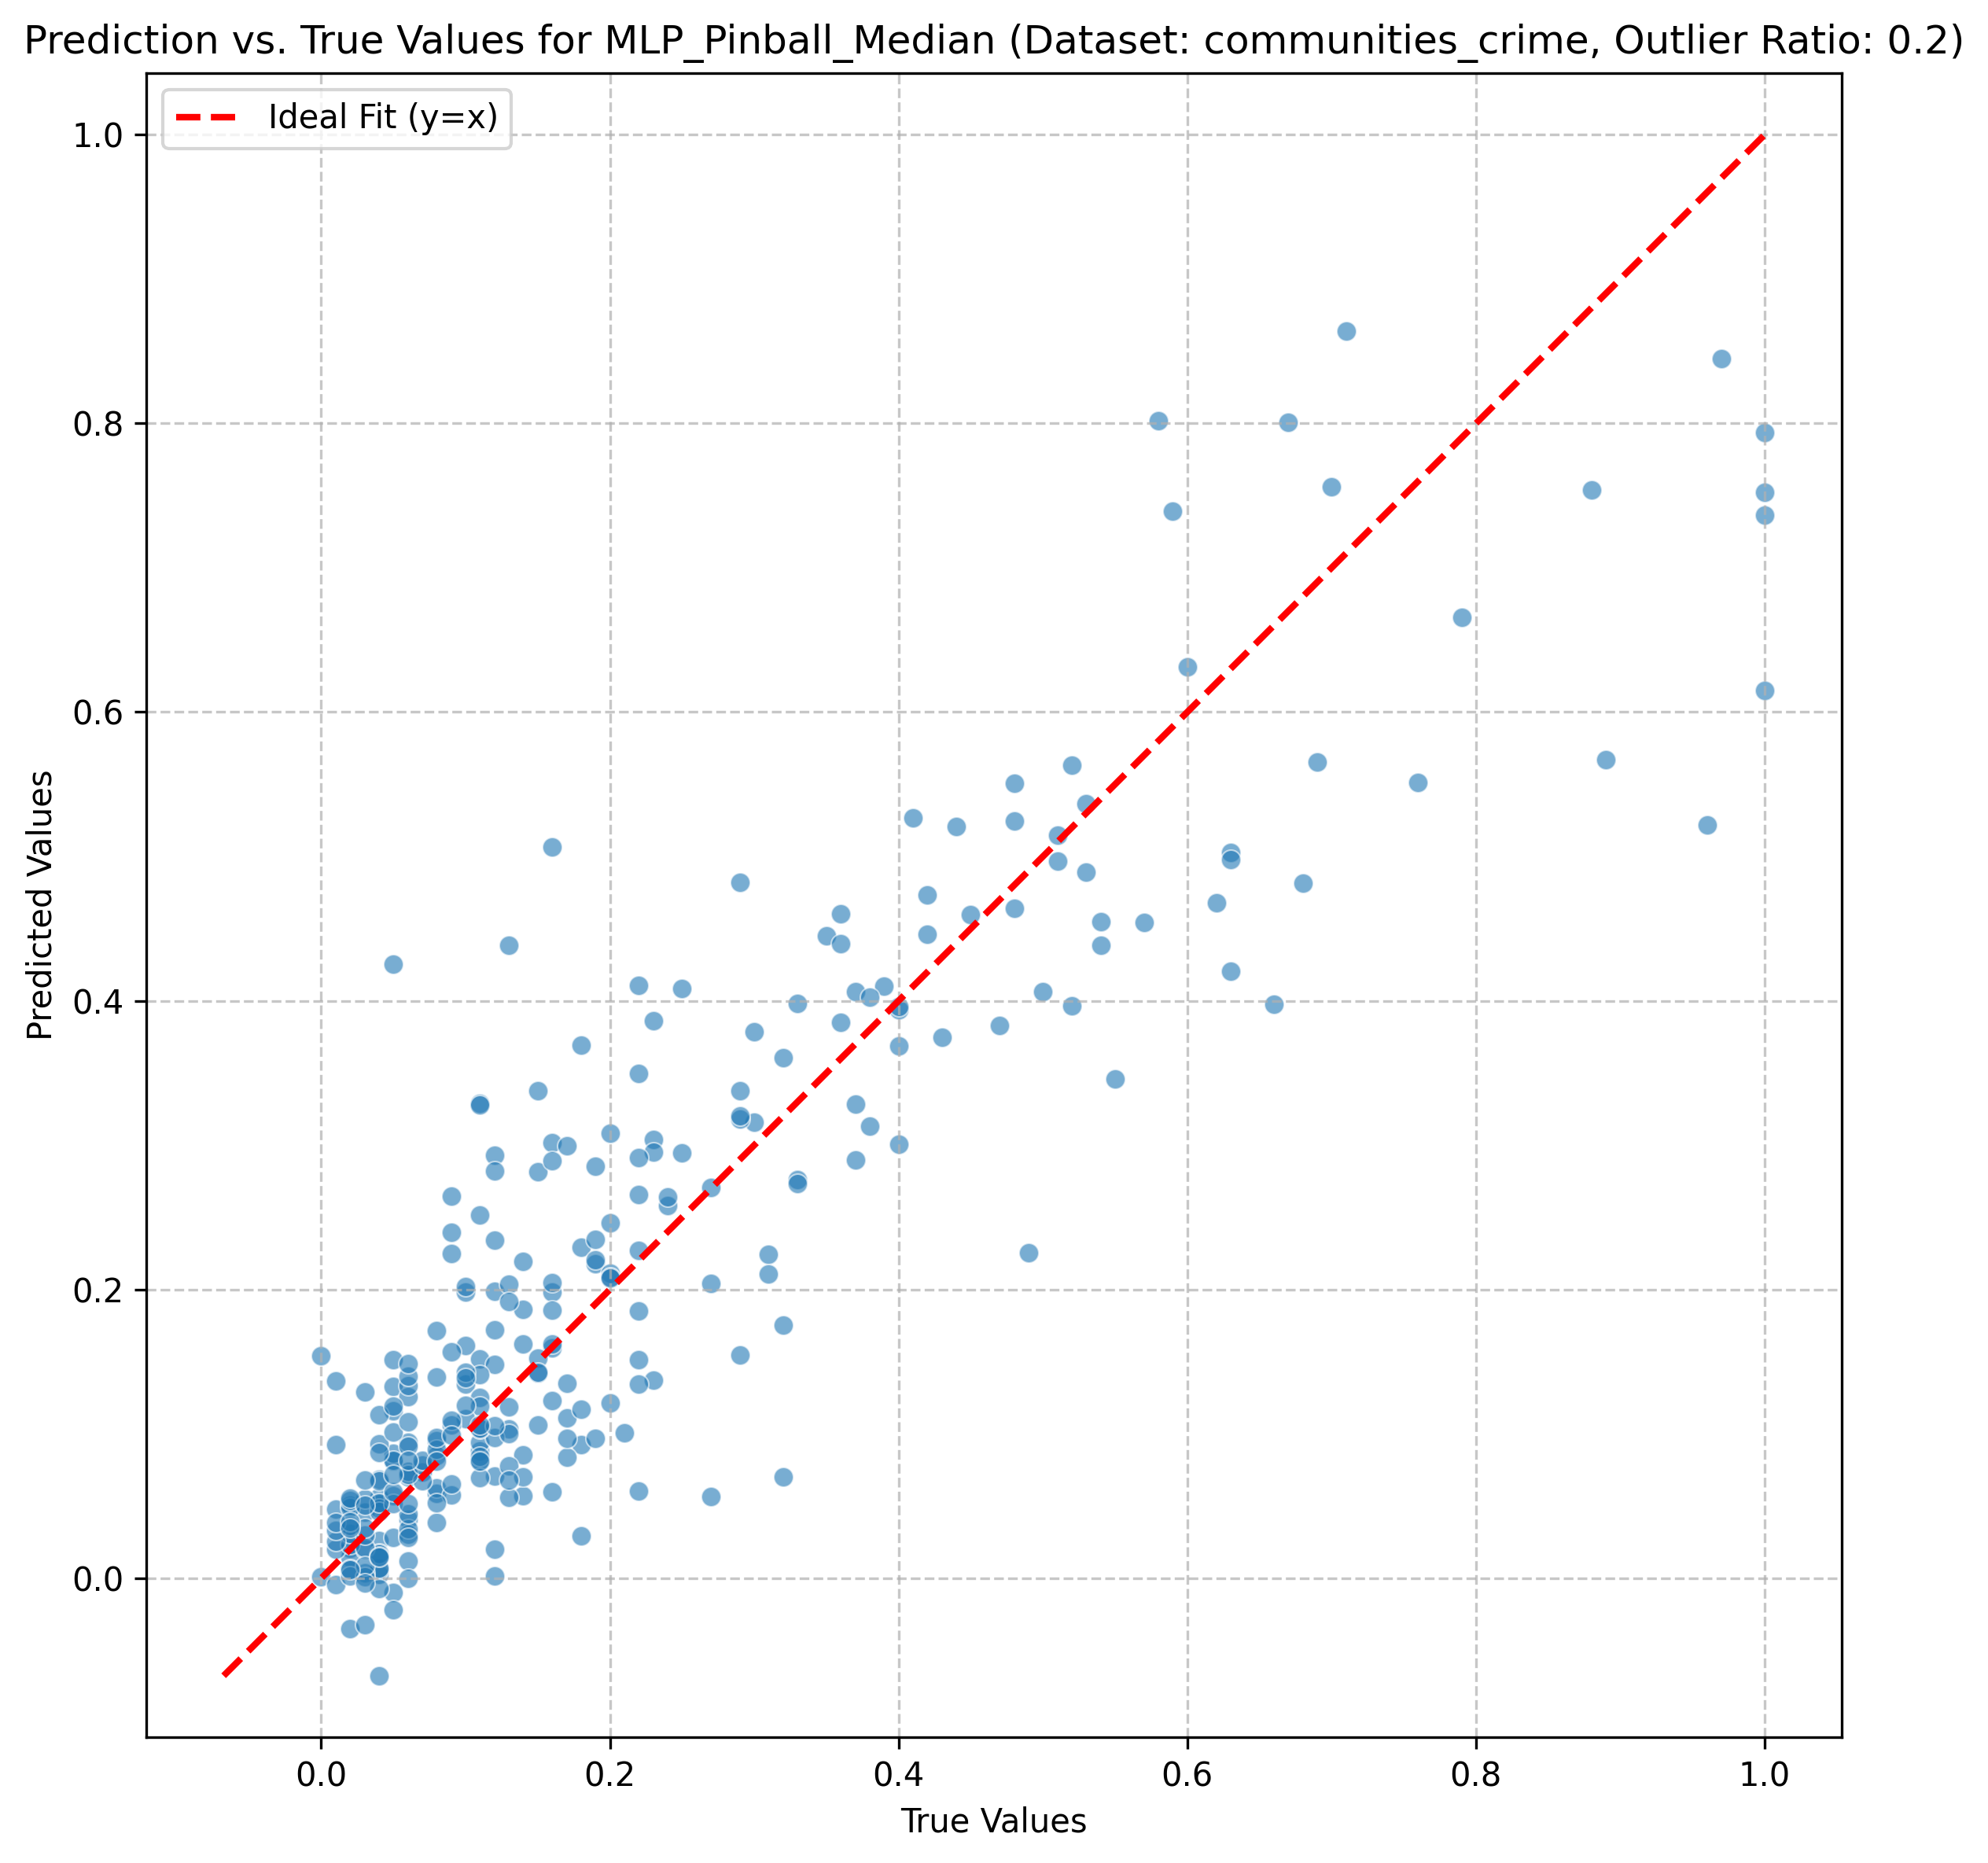 Prediction vs. True Values for MLP_Pinball_Median (Dataset: communities_crime, Outlier Ratio: 0.2)
Ideal Fit (y=x)
1.0
0.8
0.6
0.4
0.2
0.0
Predicted Values
0.0 0.2 0.4 0.6 0.8 1.0
True Values